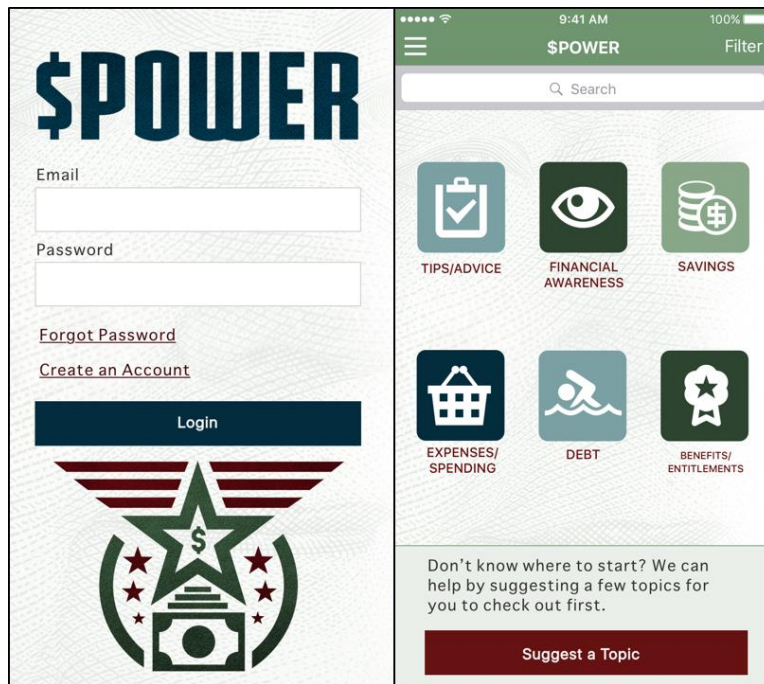 $POWER
Email
Password
Forgot Password
Create an Account
Login
$
9:41 AM
100%
$POWER
Filter
Search
TIPS/ADVICE
FINANCIAL
AWARENESS
$
SAVINGS
EXPENSES/
SPENDING
DEBT
BENEFITS/
ENTITLEMENTS
Don't know where to start? We can
help by suggesting a few topics for
you to check out first.
Suggest a Topic